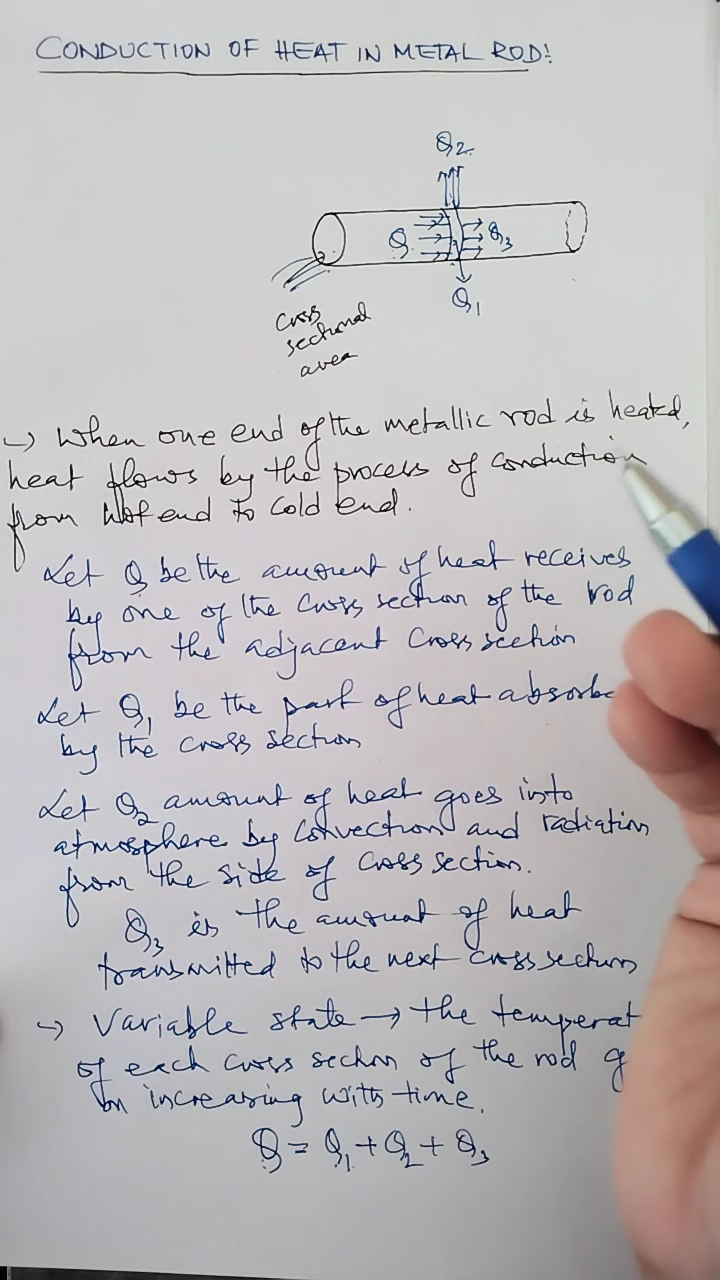 CONDUCTION OF HEAT IN METAL ROD:
Q2
Q
Q3
Q1
cross
sectional
area
→ When one end of the metallic rod is heated,
heat flows by the process of conduction
from hot end to cold end.
Let Q be the amount of heat receives
by one of the cross section of the rod
from the adjacent cross section
Let Q1 be the part of heat absorbe
by the cross section
Let Q2 amount of heat goes into
atmosphere by convection and radiation
from the side of cross section.
Q3 is the amount of heat
transmitted to the next cross section
→ Variable state → the temperat
of each cross section of the rod g
on increasing with time.
Q = Q1 + Q2 + Q3